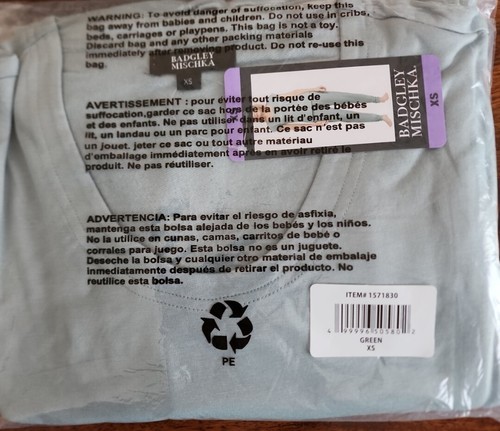 WARNING: To avoid danger of suffocation, keep this
bag away from babies and children. Do not use in cribs,
beds, carriages or playpens. This bag is not a toy.
Discard bag and any other packing materials
immediately after removing product. Do not re-use this
bag.
BADGLEY
MISCHKA
XS
BADGLEY
MISCHKA
XS
AVERTISSEMENT : pour éviter tout risque de
suffocation,garder ce sac hors de la portée des bébés
et des enfants. Ne pas utiliser dans un lit d'enfant, un
lit, un landau ou un parc pour enfant. Ce sac n'est pas
un jouet. jeter ce sac ou tout autre materiau
d'emballage immédiatement après en avoir retiré le
produit. Ne pas réutiliser.
ADVERTENCIA: Para evitar el riesgo de asfixia,
mantenga esta bolsa alejada de los bebés y los niños.
No la utilice en cunas, camas, carritos de bebé o
corrales para juego. Esta bolsa no es un juguete.
Deseche la bolsa y cualquier otro material de embalaje
inmediatamente después de retirar el producto. No
reutilice esta bolsa.
PE
ITEM# 1571830
4 99996 50580 2
GREEN
XS